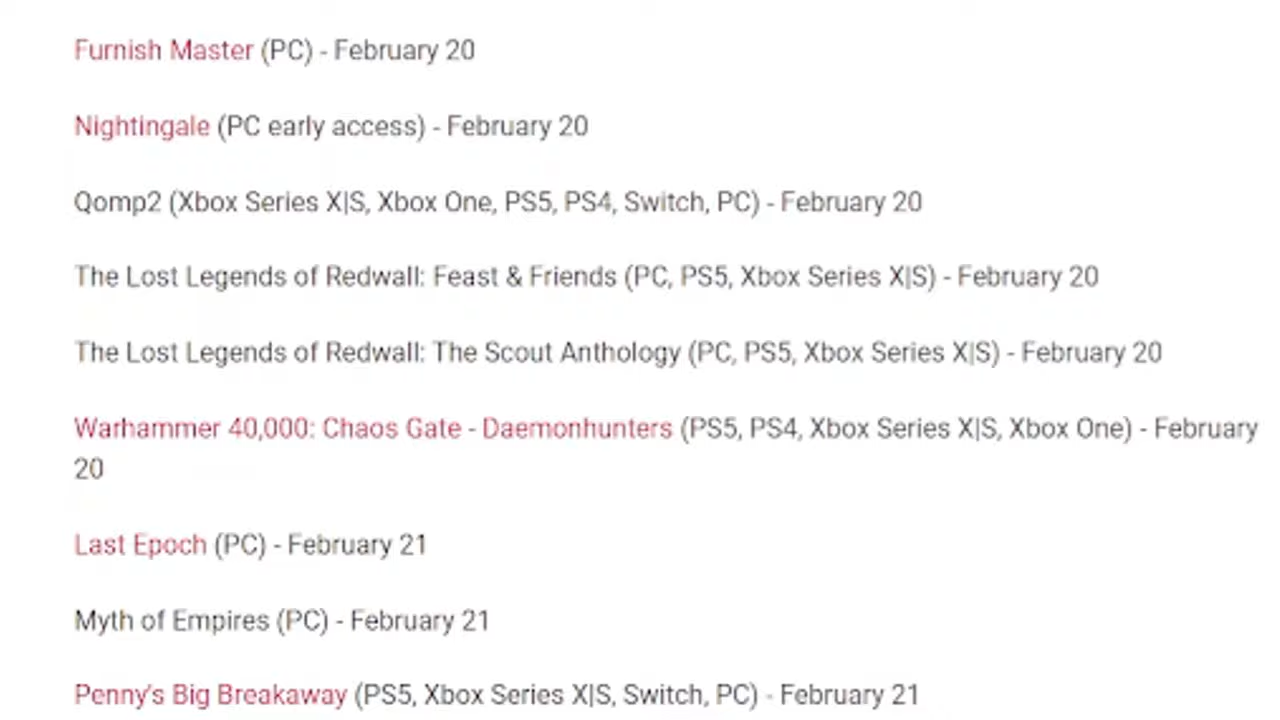 Furnish Master (PC) - February 20
Nightingale (PC early access) - February 20
Qomp2 (Xbox Series X|S, Xbox One, PS5, PS4, Switch, PC) - February 20
The Lost Legends of Redwall: Feast & Friends (PC, PS5, Xbox Series X|S) - February 20
The Lost Legends of Redwall: The Scout Anthology (PC, PS5, Xbox Series X|S) - February 20
Warhammer 40,000: Chaos Gate - Daemonhunters (PS5, PS4, Xbox Series X|S, Xbox One) - February
20
Last Epoch (PC) - February 21
Myth of Empires (PC) - February 21
Penny's Big Breakaway (PS5, Xbox Series X|S, Switch, PC) - February 21